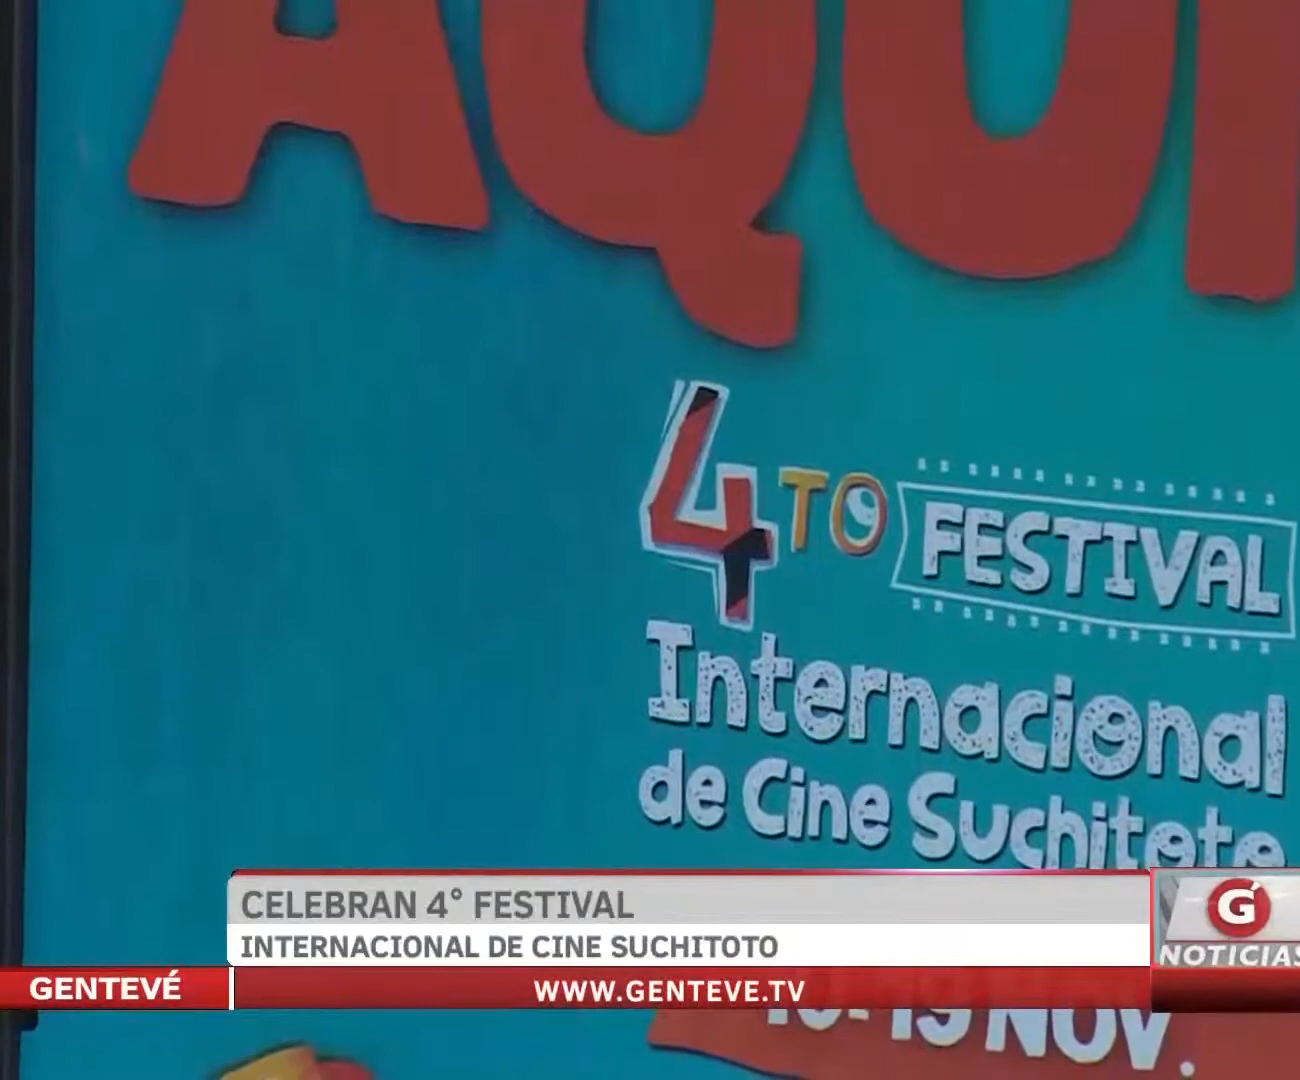 AQUÍ
4TO FESTIVAL
Internacional
de Cine Suchitoto
CELEBRAN 4° FESTIVAL
INTERNACIONAL DE CINE SUCHITOTO
G
NOTICIAS
GENTEVÉ
WWW.GENTEVE.TV
NOV.